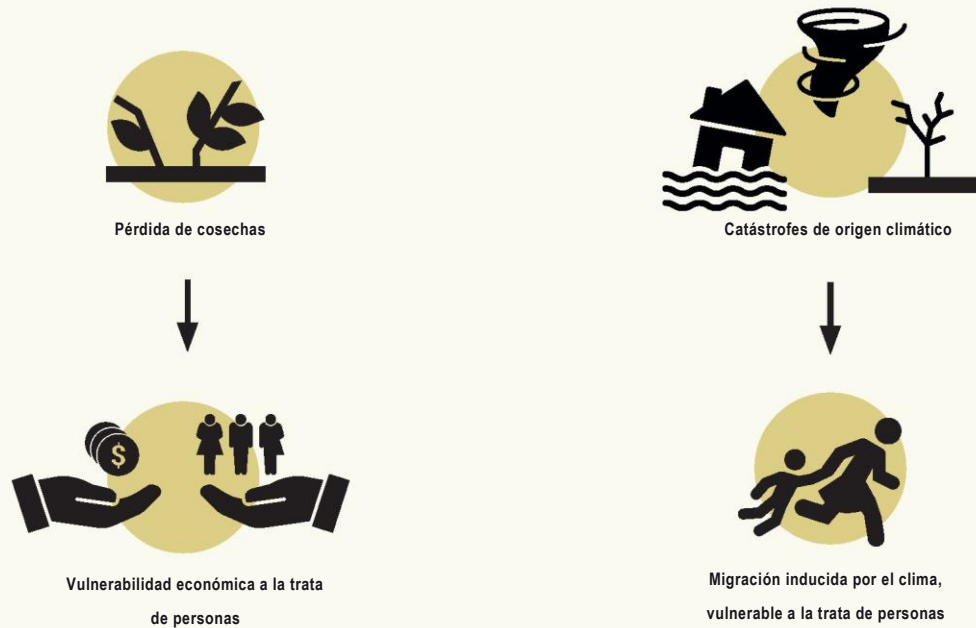 Pérdida de cosechas
Catástrofes de origen climático
$
Vulnerabilidad económica a la trata
de personas
Migración inducida por el clima,
vulnerable a la trata de personas